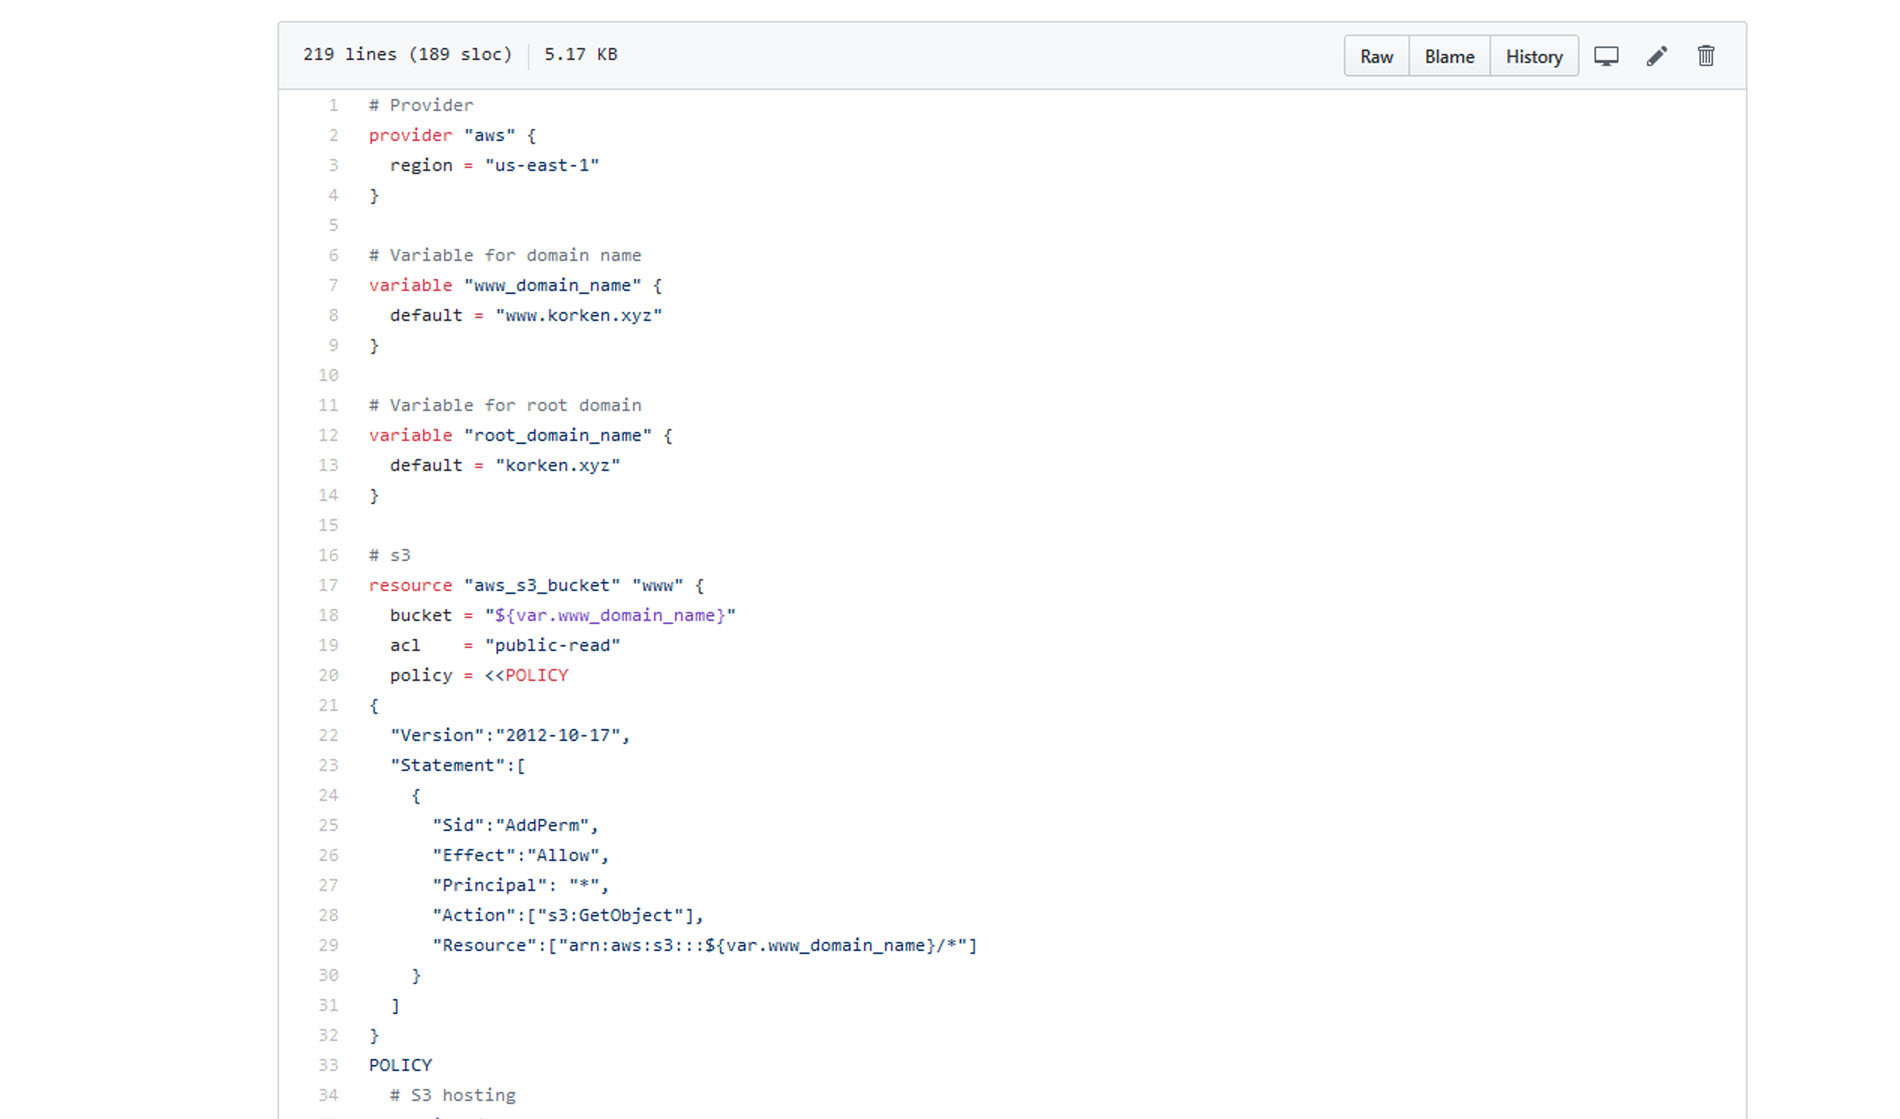 219 lines (189 sloc) 5.17 KB Raw Blame History
1 # Provider
2 provider "aws" {
3   region = "us-east-1"
4 }
5
6 # Variable for domain name
7 variable "www_domain_name" {
8   default = "www.korken.xyz"
9 }
10
11 # Variable for root domain
12 variable "root_domain_name" {
13   default = "korken.xyz"
14 }
15
16 # s3
17 resource "aws_s3_bucket" "www" {
18   bucket = "${var.www_domain_name}"
19   acl    = "public-read"
20   policy = <<POLICY
21 {
22   "Version":"2012-10-17",
23   "Statement":[
24     {
25       "Sid":"AddPerm",
26       "Effect":"Allow",
27       "Principal": "*",
28       "Action":["s3:GetObject"],
29       "Resource":["arn:aws:s3:::${var.www_domain_name}/*"]
30     }
31   ]
32 }
33 POLICY
34   # S3 hosting